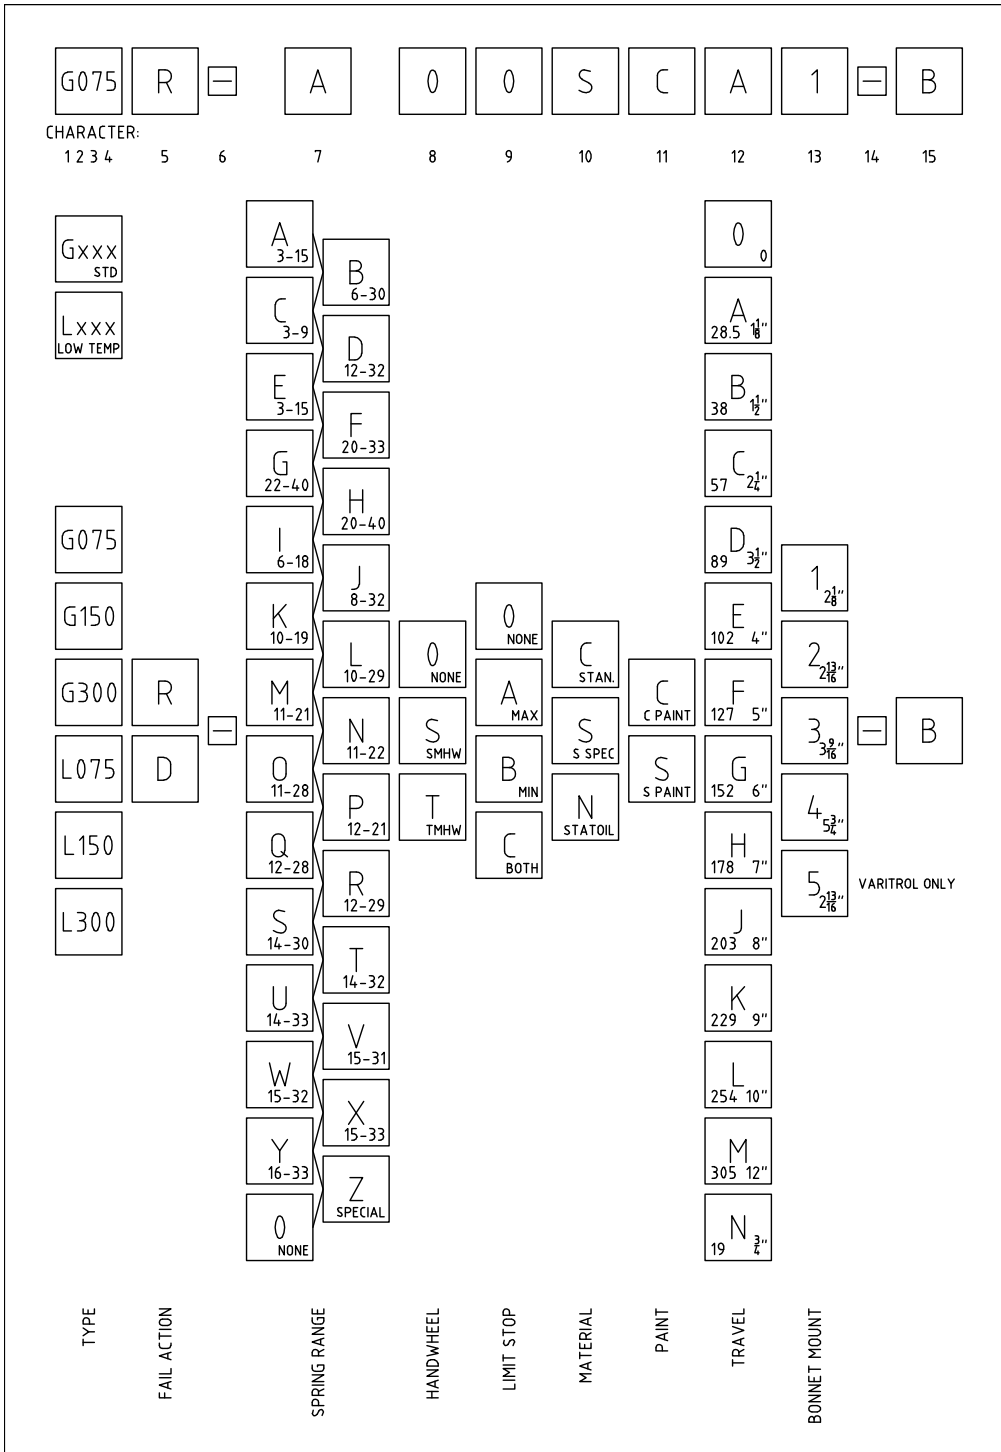 G075 R – A 0 0 S C A 1 – B
CHARACTER:
1 2 3 4 5 6 7 8 9 10 11 12 13 14 15
A 3-15
0 0
Gxxx STD
B 6-30
C 3-9
A 28.5 1 1/8"
Lxxx LOW TEMP
D 12-32
E 3-15
B 38 1 1/2"
F 20-33
G 22-40
C 57 2 1/4"
H 20-40
G075
I 6-18
D 89 3 1/2"
J 8-32
1 2 1/8"
G150
K 10-19
0 NONE
E 102 4"
L 10-29
0 NONE
C STAN.
2 2 13/16"
G300
R
M 11-21
A MAX
C C PAINT
F 127 5"
–
N 11-22
S SMHW
S S SPEC
3 3 9/16"
–
B
L075
D
O 11-28
B MIN
S S PAINT
G 152 6"
P 12-21
T TMHW
N STATOIL
4 5 3/4"
L150
Q 12-28
C BOTH
H 178 7"
R 12-29
5 2 13/16"
VARITROL ONLY
L300
S 14-30
J 203 8"
T 14-32
U 14-33
K 229 9"
V 15-31
W 15-32
L 254 10"
X 15-33
Y 16-33
M 305 12"
Z SPECIAL
0 NONE
N 19 3/4"
TYPE
FAIL ACTION
SPRING RANGE
HANDWHEEL
LIMIT STOP
MATERIAL
PAINT
TRAVEL
BONNET MOUNT